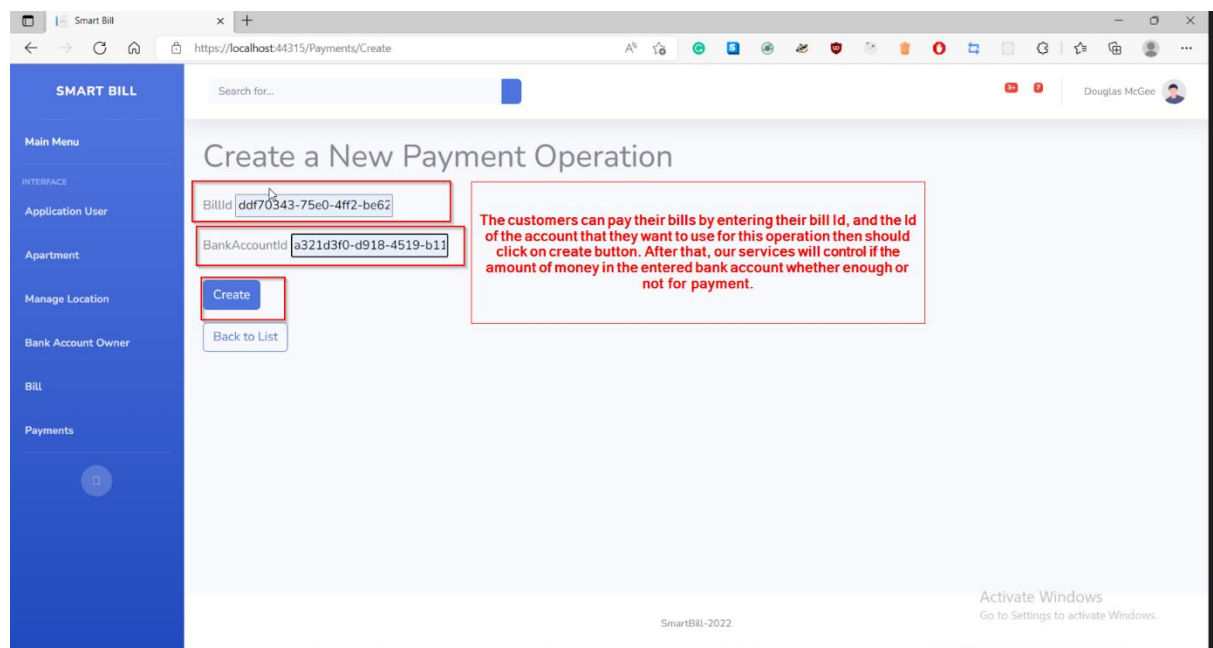 Smart Bill
https://localhost:44315/Payments/Create
SMART BILL
Search for...
3+
7
Douglas McGee
Main Menu
INTERFACE
Application User
Apartment
Manage Location
Bank Account Owner
Bill
Payments
Create a New Payment Operation
BillId ddf70343-75e0-4ff2-be62
BankAccountId a321d3f0-d918-4519-b11
Create
Back to List
The customers can pay their bills by entering their bill Id, and the Id
of the account that they want to use for this operation then should
click on create button. After that, our services will control if the
amount of money in the entered bank account whether enough or
not for payment.
Activate Windows
Go to Settings to activate Windows.
SmartBill-2022